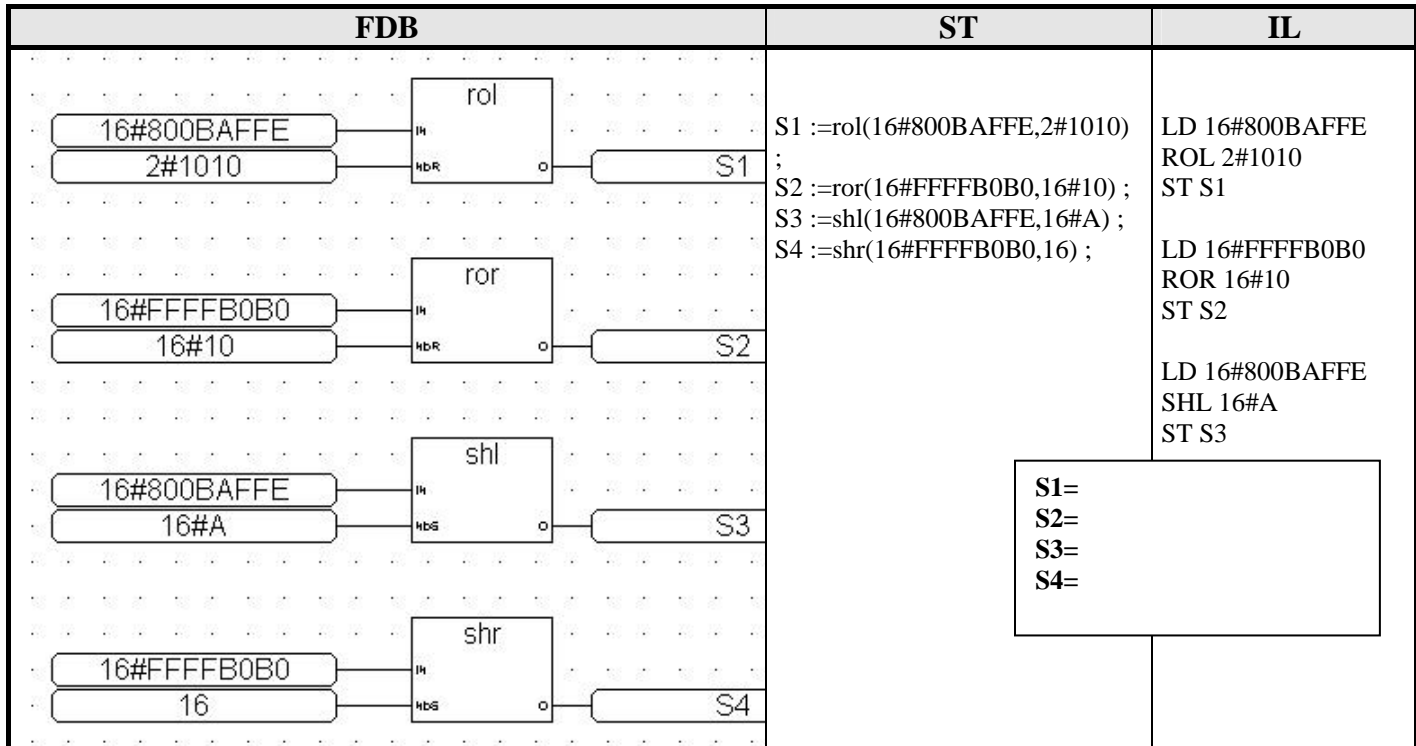 FDB
ST
IL
rol
16#800BAFFE
IN
2#1010
NbR
O
S1
ror
16#FFFFB0B0
IN
16#10
NbR
O
S2
shl
16#800BAFFE
IN
16#A
NbS
O
S3
shr
16#FFFFB0B0
IN
16
NbS
O
S4
S1 :=rol(16#800BAFFE,2#1010)
;
S2 :=ror(16#FFFFB0B0,16#10) ;
S3 :=shl(16#800BAFFE,16#A) ;
S4 :=shr(16#FFFFB0B0,16) ;
LD 16#800BAFFE
ROL 2#1010
ST S1
LD 16#FFFFB0B0
ROR 16#10
ST S2
LD 16#800BAFFE
SHL 16#A
ST S3
S1=
S2=
S3=
S4=